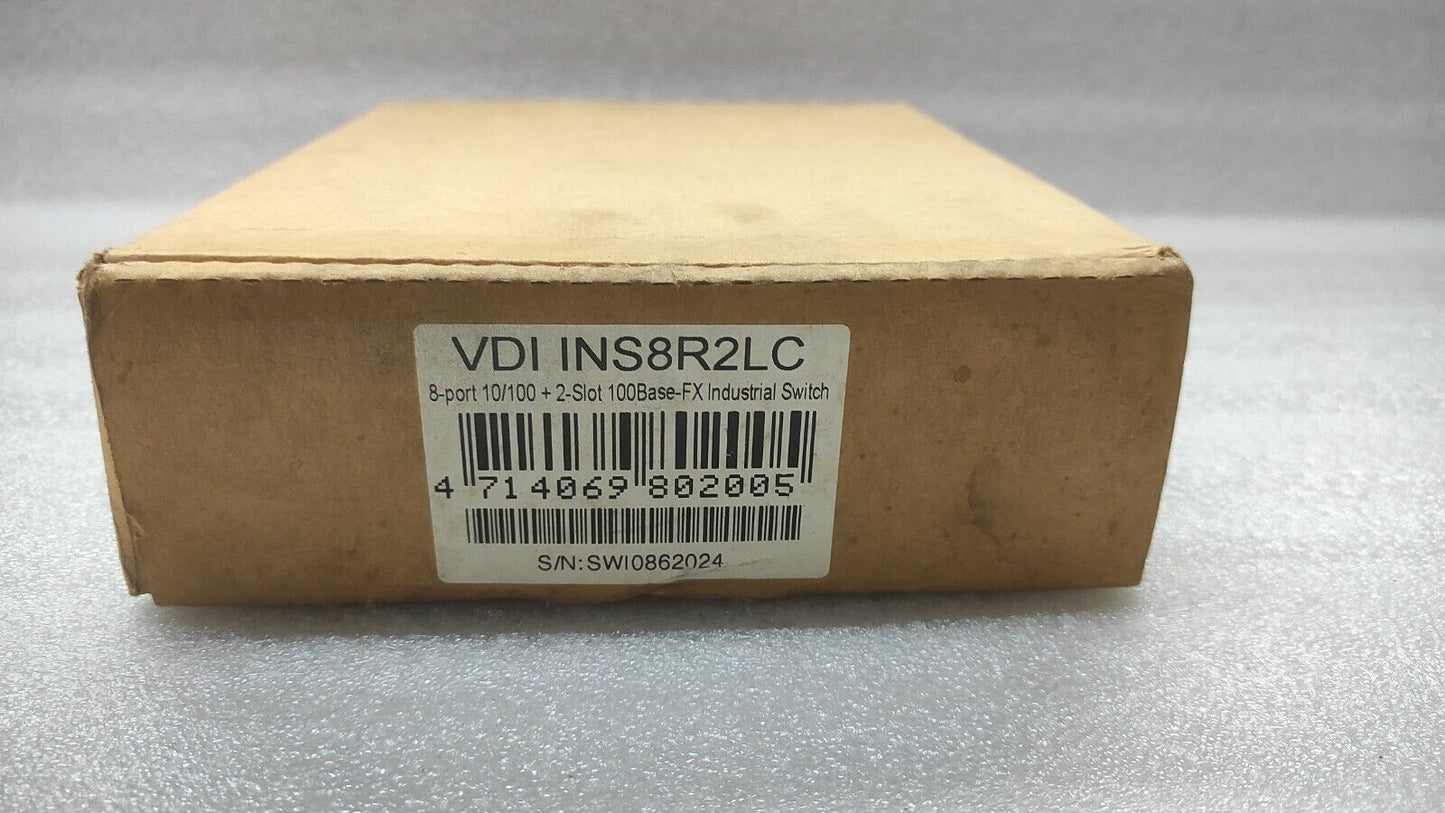 VDI INS8R2LC
8-port 10/100 + 2-Slot 100Base-FX Industrial Switch
4 714069 802005
S/N: SWI0862024